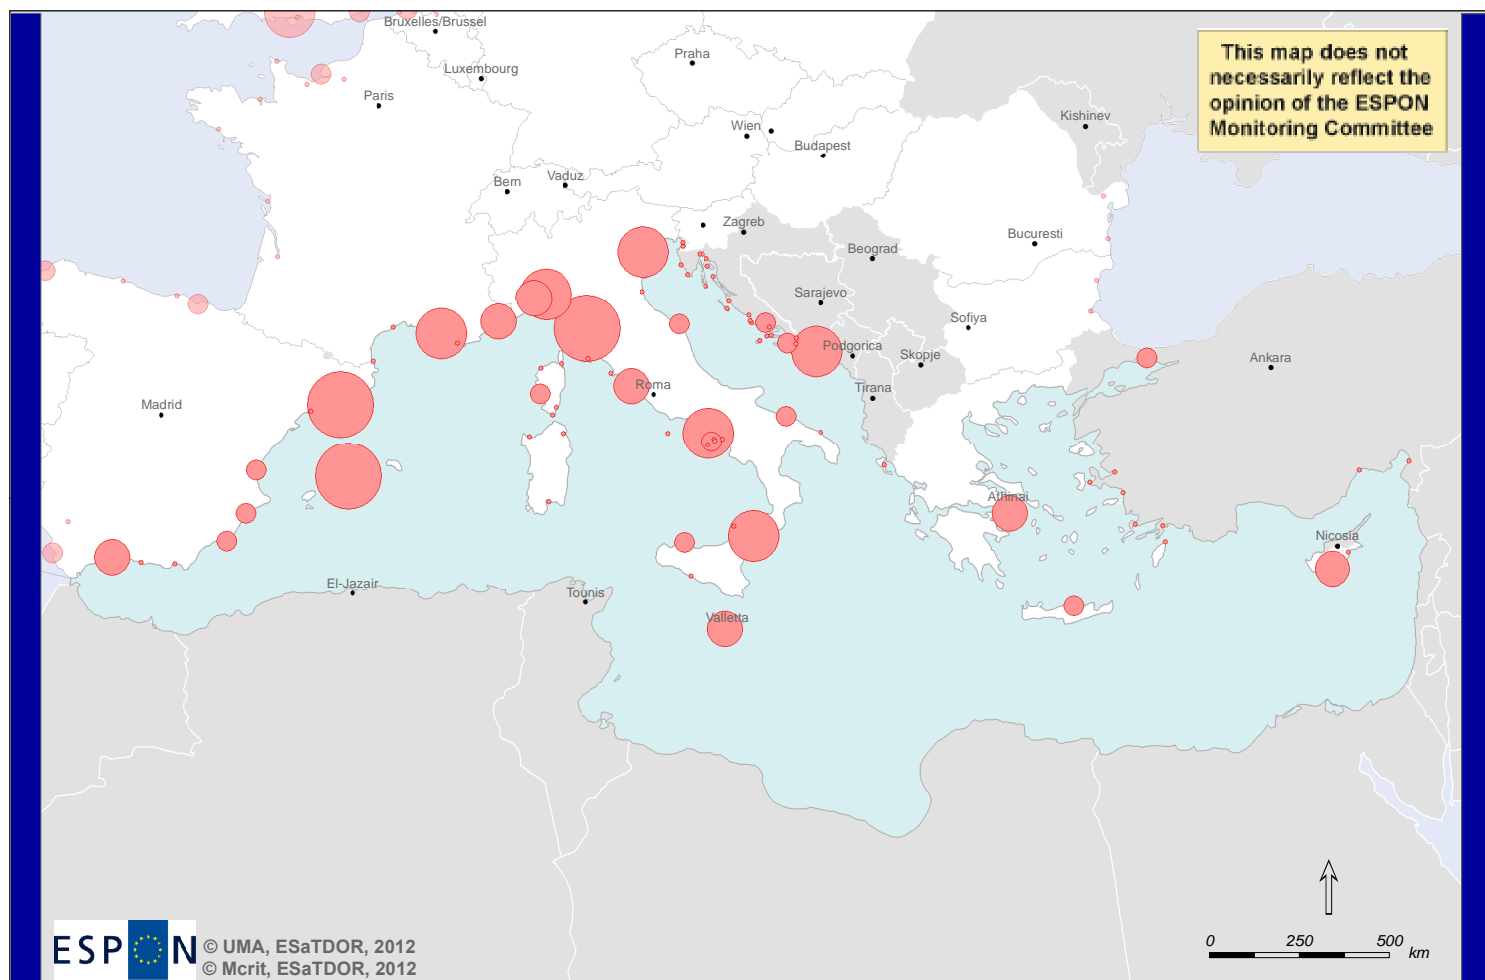 Bruxelles/Brussel
This map does not
necessarily reflect the
opinion of the ESPON
Monitoring Committee
Praha
Luxembourg
Paris
Kishinev
Wien
Budapest
Bern
Vaduz
Zagreb
Bucuresti
Beograd
Sarajevo
Sofiya
Podgorica
Skopje
Ankara
Roma
Tirana
Madrid
Athinai
Nicosia
El-Jazair
Tounis
Valletta
0 250 500 km
ESPON
© UMA, ESaTDOR, 2012
© Mcrit, ESaTDOR, 2012